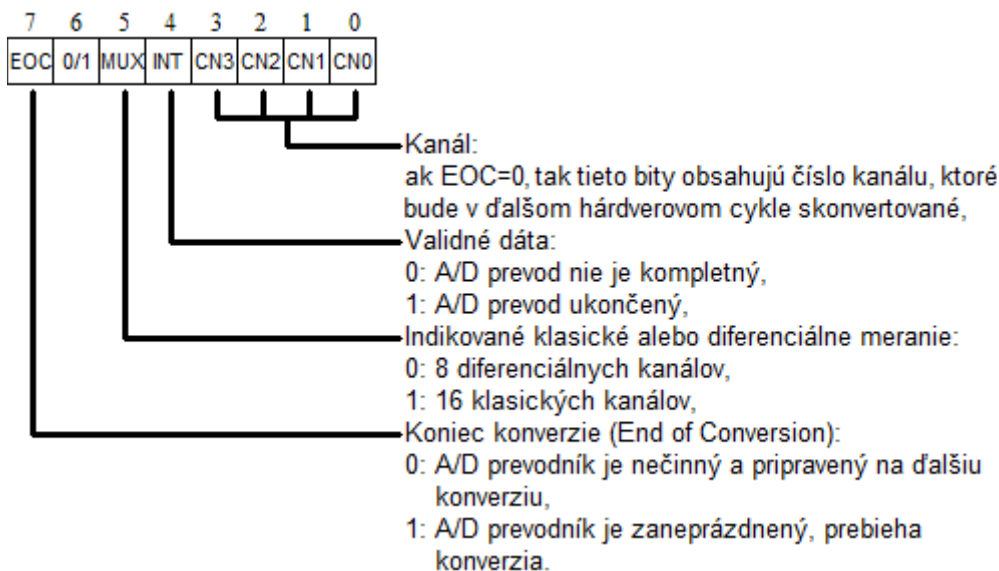 7 6 5 4 3 2 1 0
EOC 0/1 MUX INT CN3 CN2 CN1 CN0
Kanál:
ak EOC=0, tak tieto bity obsahujú číslo kanálu, ktoré
bude v ďalšom hárdverovom cykle skonvertované,
Validné dáta:
0: A/D prevod nie je kompletný,
1: A/D prevod ukončený,
Indikované klasické alebo diferenciálne meranie:
0: 8 diferenciálnych kanálov,
1: 16 klasických kanálov,
Koniec konverzie (End of Conversion):
0: A/D prevodník je nečinný a pripravený na ďalšiu
konverziu,
1: A/D prevodník je zaneprázdnený, prebieha
konverzia.